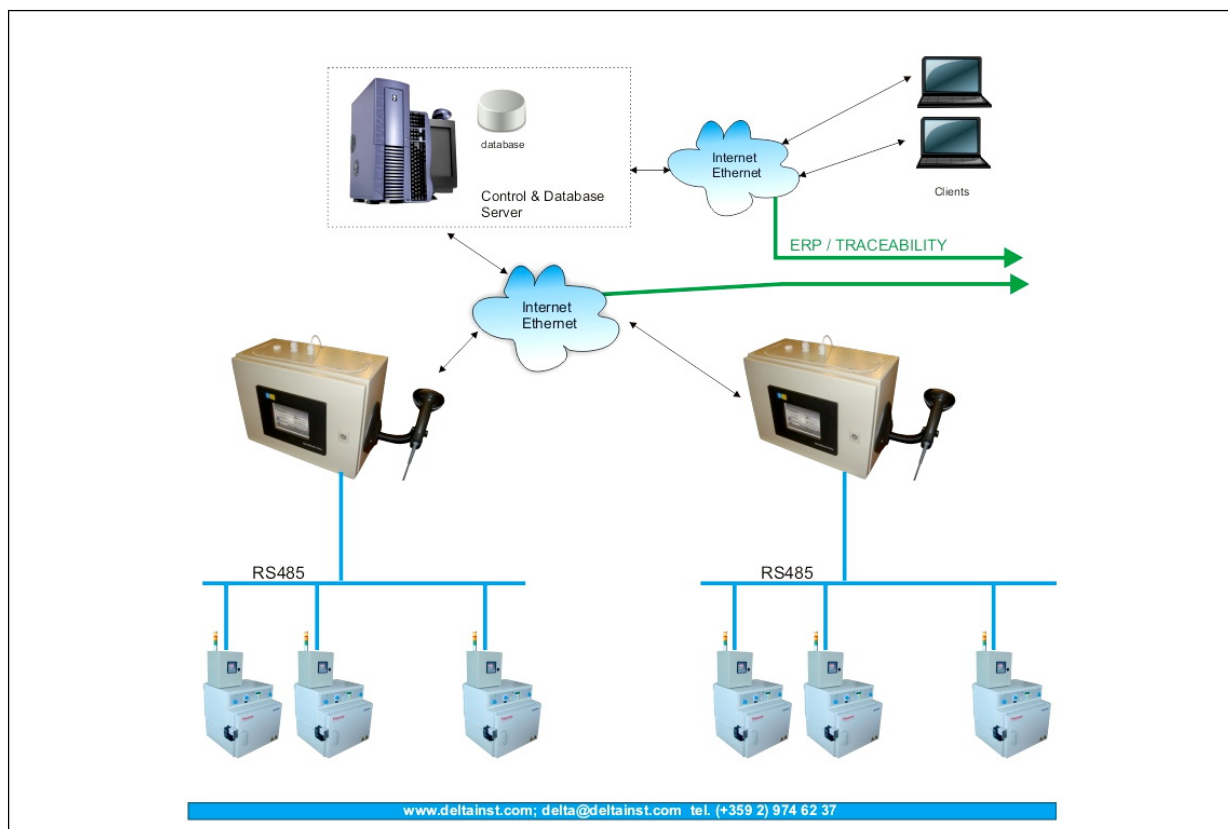 database
Control & Database
Server
Internet
Ethernet
Clients
ERP / TRACEABILITY
Internet
Ethernet
RS485
RS485
www.deltainst.com; delta@deltainst.com tel. (+359 2) 974 62 37